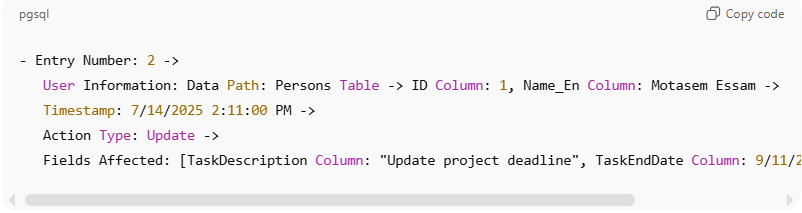 pgsql
Copy code
- Entry Number: 2 ->
User Information: Data Path: Persons Table -> ID Column: 1, Name_En Column: Motasem Essam ->
Timestamp: 7/14/2025 2:11:00 PM ->
Action Type: Update ->
Fields Affected: [TaskDescription Column: "Update project deadline", TaskEndDate Column: 9/11/2